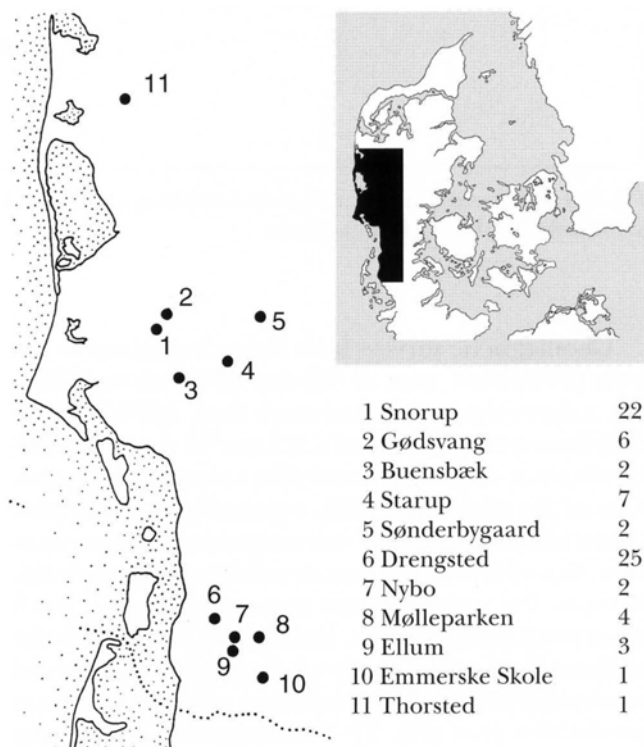 11
2
1
5
4
3
6
7
8
9
10
1 Snorup 22
2 Gødsvang 6
3 Buensbæk 2
4 Starup 7
5 Sønderbygaard 2
6 Drengsted 25
7 Nybo 2
8 Mølleparken 4
9 Ellum 3
10 Emmerske Skole 1
11 Thorsted 1